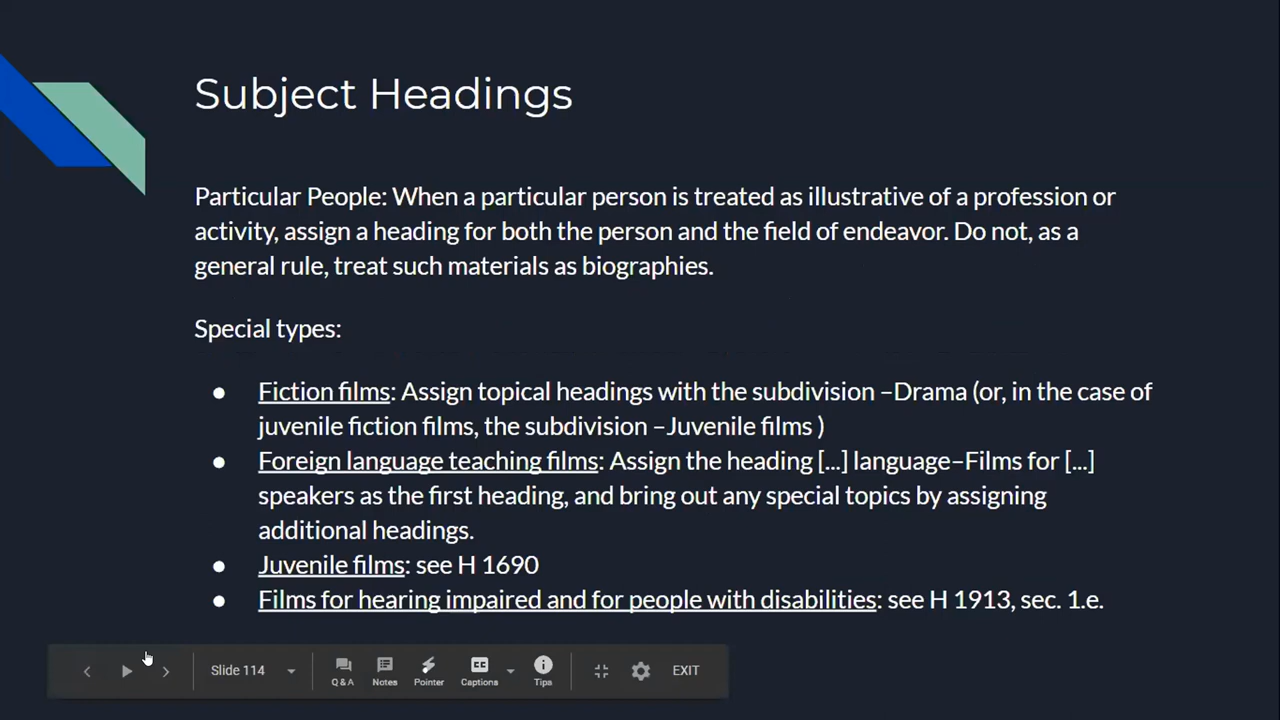 Subject Headings
Particular People: When a particular person is treated as illustrative of a profession or
activity, assign a heading for both the person and the field of endeavor. Do not, as a
general rule, treat such materials as biographies.
Special types:
● Fiction films: Assign topical headings with the subdivision –Drama (or, in the case of
juvenile fiction films, the subdivision –Juvenile films )
● Foreign language teaching films: Assign the heading [...] language–Films for [...]
speakers as the first heading, and bring out any special topics by assigning
additional headings.
● Juvenile films: see H 1690
● Films for hearing impaired and for people with disabilities: see H 1913, sec. 1.e.
Slide 114
Q & A
Notes
Pointer
CC
Captions
Tips
EXIT